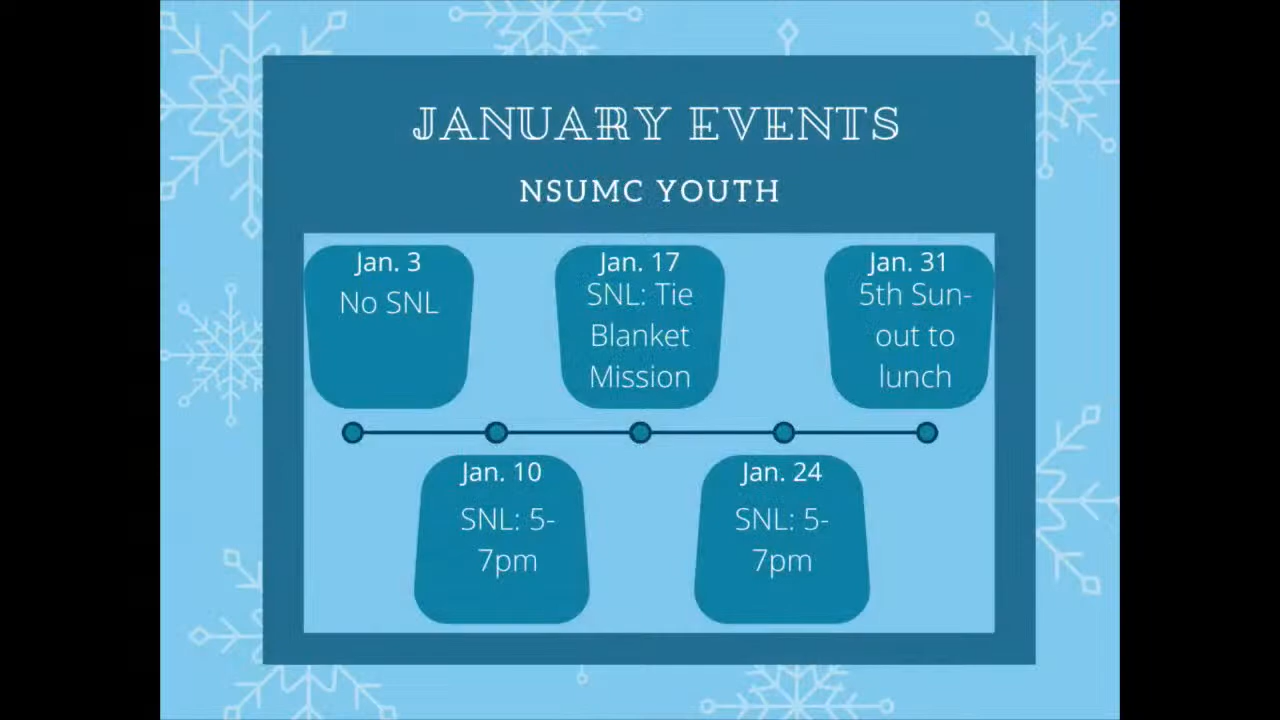 JANUARY EVENTS
NSUMC YOUTH
Jan. 3
No SNL
Jan. 17
SNL: Tie
Blanket
Mission
Jan. 31
5th Sun-
out to
lunch
Jan. 10
SNL: 5-
7pm
Jan. 24
SNL: 5-
7pm